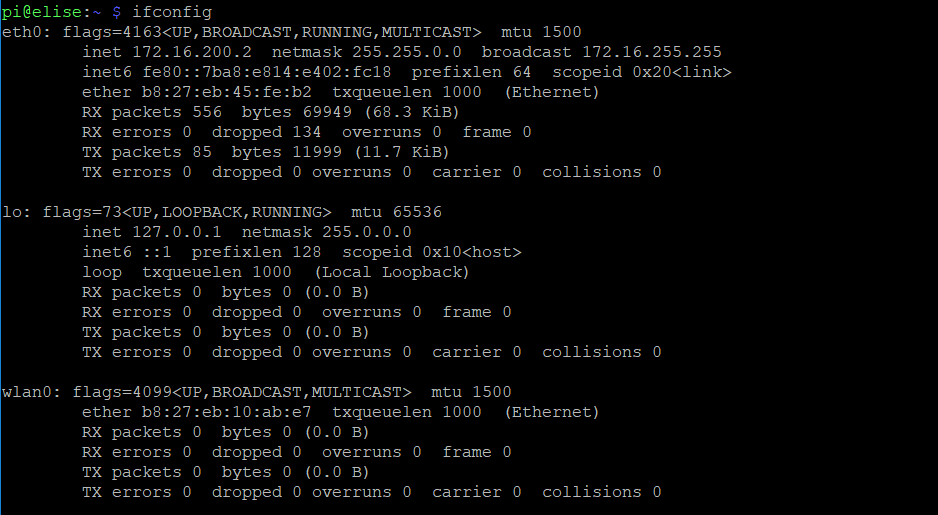 pi@elise:~ $ ifconfig
eth0: flags=4163<UP,BROADCAST,RUNNING,MULTICAST>  mtu 1500
        inet 172.16.200.2  netmask 255.255.0.0  broadcast 172.16.255.255
        inet6 fe80::7ba8:e814:e402:fc18  prefixlen 64  scopeid 0x20<link>
        ether b8:27:eb:45:fe:b2  txqueuelen 1000  (Ethernet)
        RX packets 556  bytes 69949 (68.3 KiB)
        RX errors 0  dropped 134  overruns 0  frame 0
        TX packets 85  bytes 11999 (11.7 KiB)
        TX errors 0  dropped 0 overruns 0  carrier 0  collisions 0

lo: flags=73<UP,LOOPBACK,RUNNING>  mtu 65536
        inet 127.0.0.1  netmask 255.0.0.0
        inet6 ::1  prefixlen 128  scopeid 0x10<host>
        loop  txqueuelen 1000  (Local Loopback)
        RX packets 0  bytes 0 (0.0 B)
        RX errors 0  dropped 0  overruns 0  frame 0
        TX packets 0  bytes 0 (0.0 B)
        TX errors 0  dropped 0 overruns 0  carrier 0  collisions 0

wlan0: flags=4099<UP,BROADCAST,MULTICAST>  mtu 1500
        ether b8:27:eb:10:ab:e7  txqueuelen 1000  (Ethernet)
        RX packets 0  bytes 0 (0.0 B)
        RX errors 0  dropped 0  overruns 0  frame 0
        TX packets 0  bytes 0 (0.0 B)
        TX errors 0  dropped 0 overruns 0  carrier 0  collisions 0